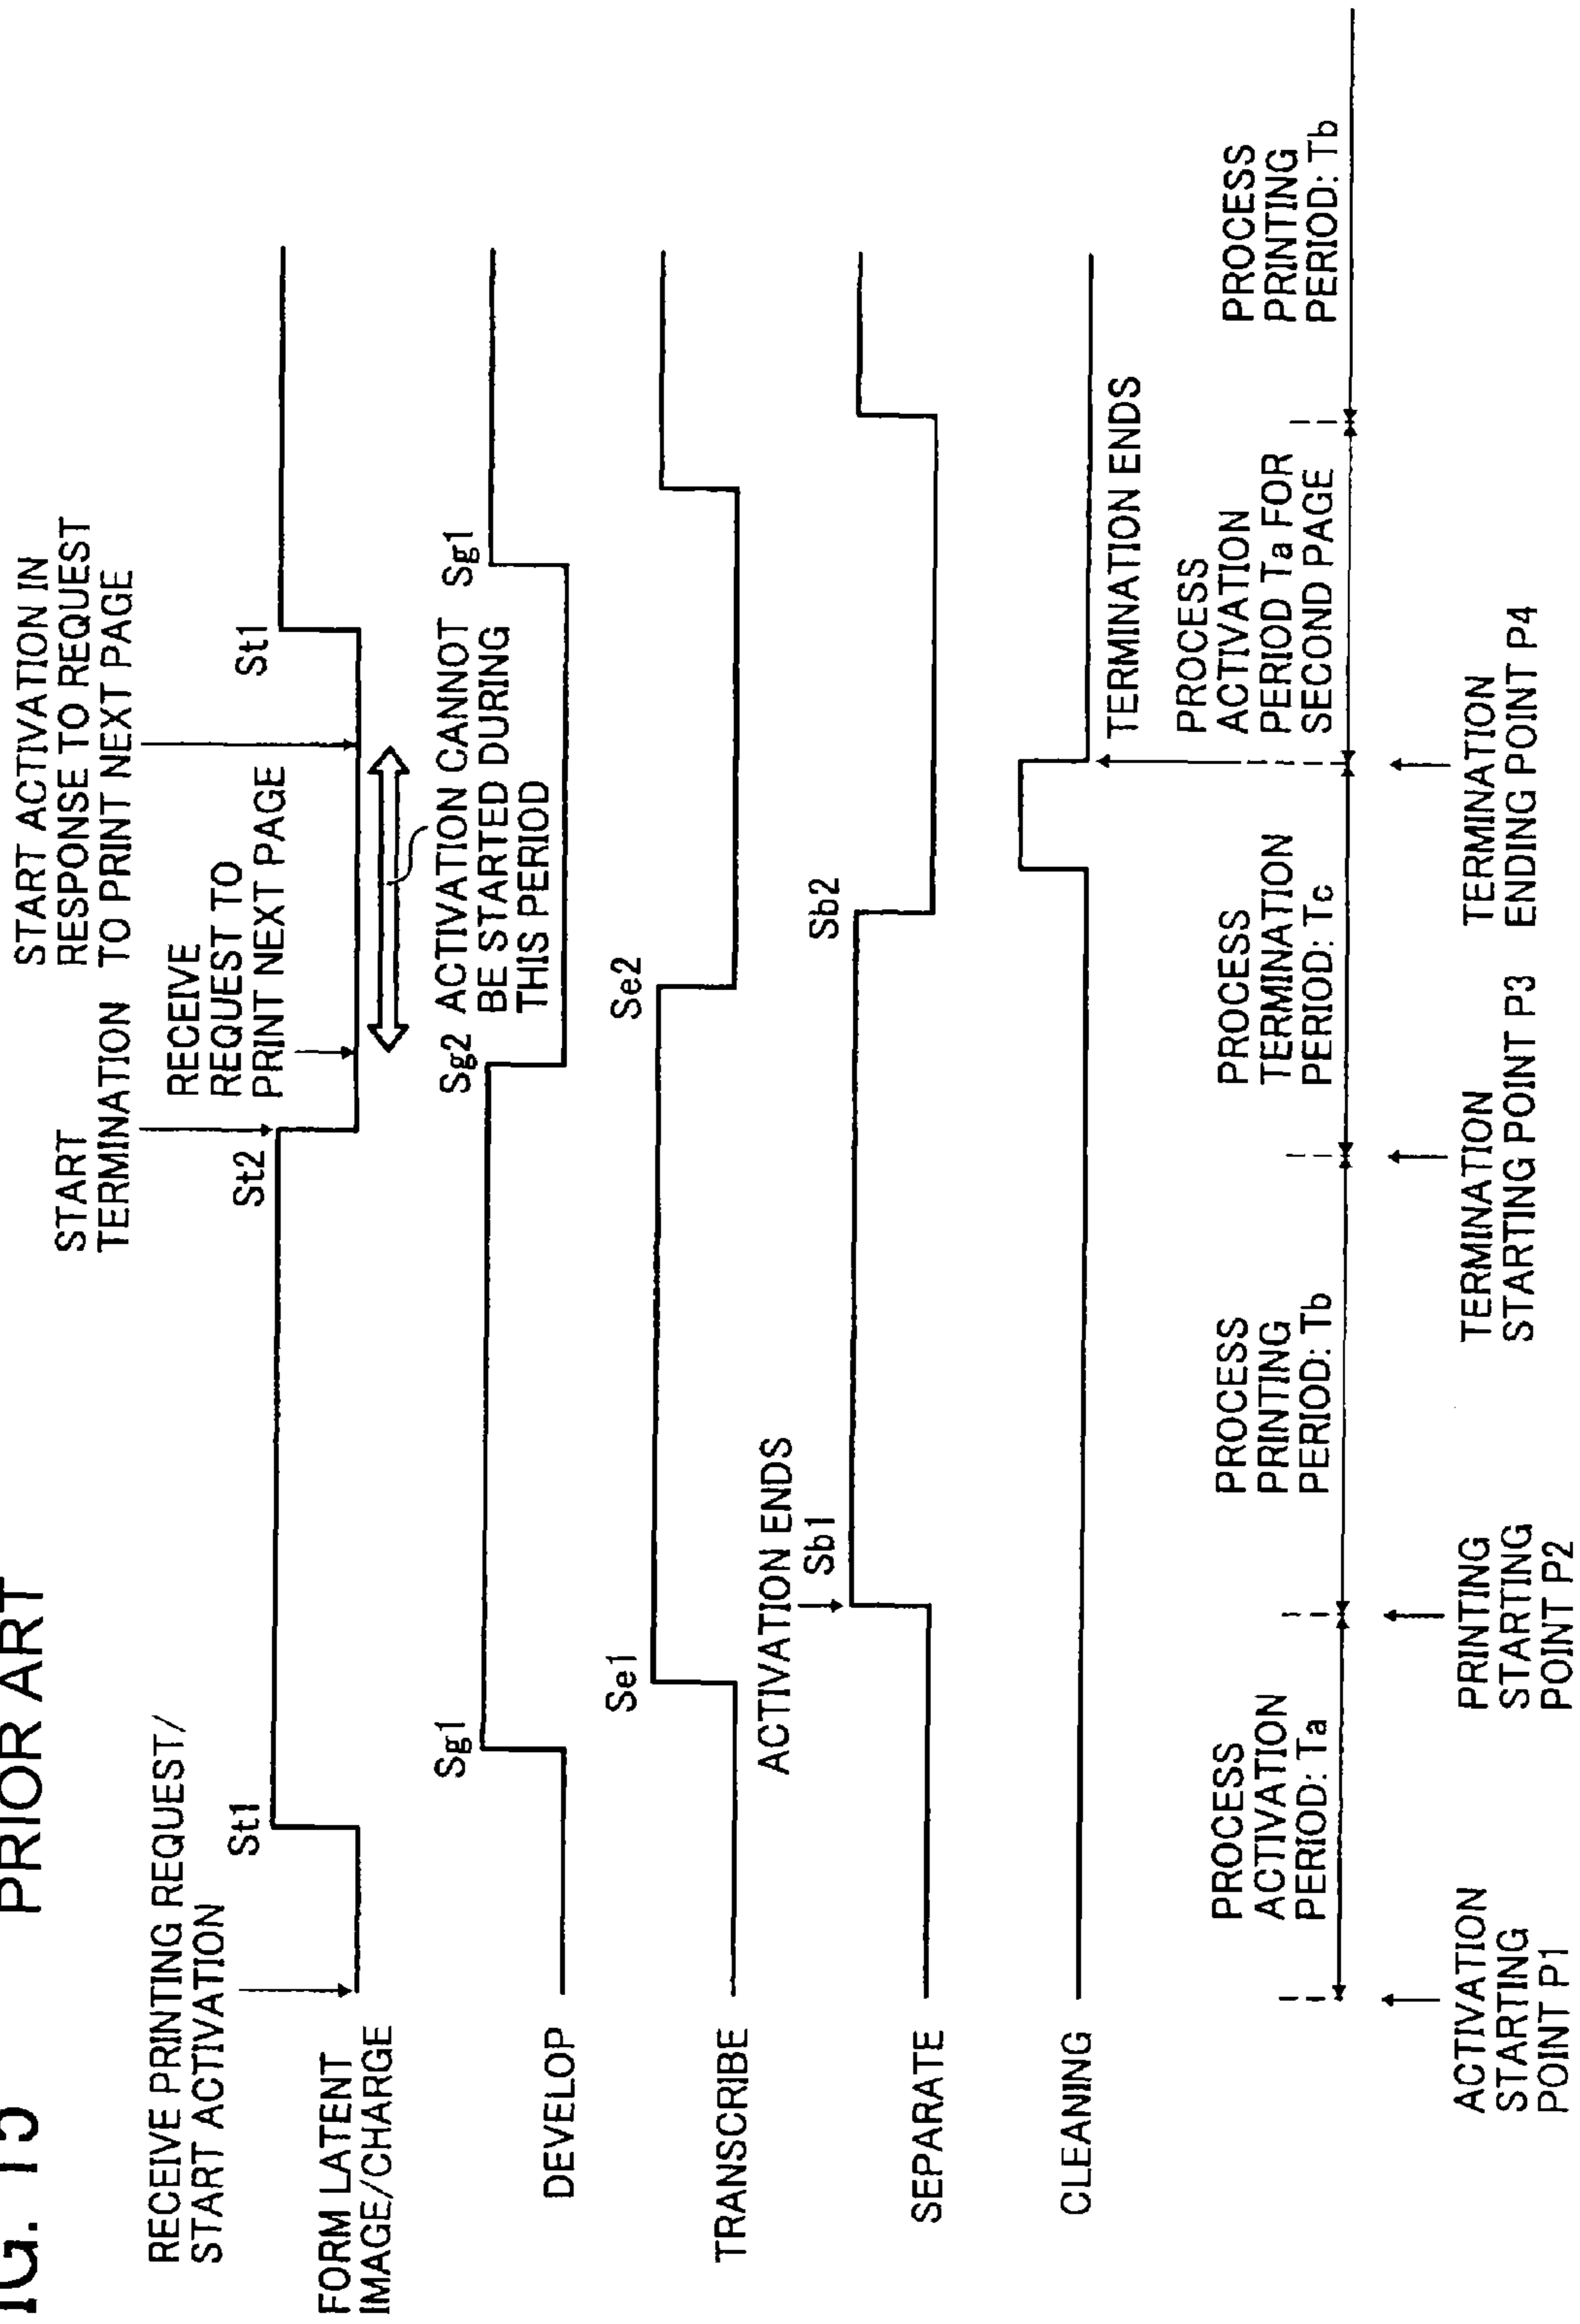 IG. 15 PRIOR ART
START ACTIVATION IN
RESPONSE TO REQUEST
TO PRINT NEXT PAGE
START
TERMINATION
RECEIVE PRINTING REQUEST/
START ACTIVATION
RECEIVE
REQUEST TO
PRINT NEXT PAGE
St1
St2
St1
FORM LATENT
IMAGE/CHARGE
ACTIVATION CANNOT
BE STARTED DURING
THIS PERIOD
Sg1
Sg2
Sg1
DEVELOP
Se1
Se2
TRANSCRIBE
ACTIVATION ENDS
Sb1
Sb2
SEPARATE
CLEANING
TERMINATION ENDS
PROCESS
ACTIVATION
PERIOD: Ta
PROCESS
PRINTING
PERIOD: Tb
PROCESS
TERMINATION
PERIOD: Tc
PROCESS
ACTIVATION
PERIOD Ta FOR
SECOND PAGE
PROCESS
PRINTING
PERIOD: Tb
ACTIVATION
STARTING
POINT P1
PRINTING
STARTING
POINT P2
TERMINATION
STARTING POINT P3
TERMINATION
ENDING POINT P4